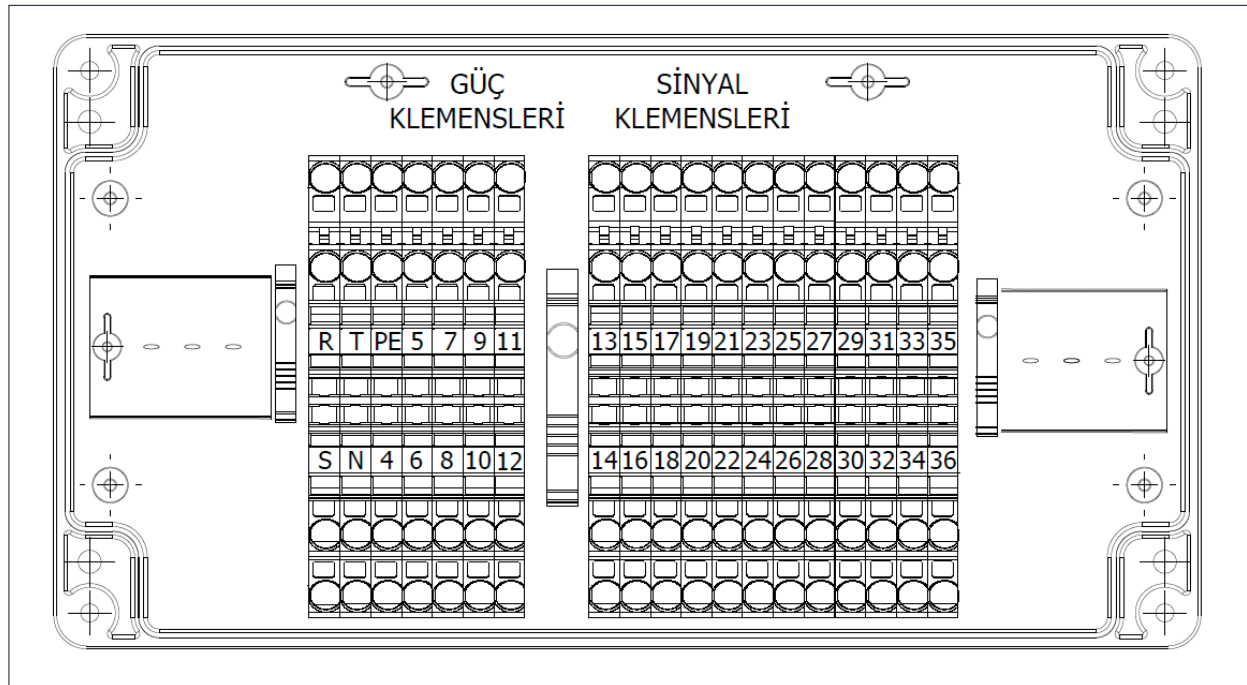 GÜÇ
KLEMENSLERİ
SİNYAL
KLEMENSLERİ
R T PE 5 7 9 11
13 15 17 19 21 23 25 27 29 31 33 35
S N 4 6 8 10 12
14 16 18 20 22 24 26 28 30 32 34 36